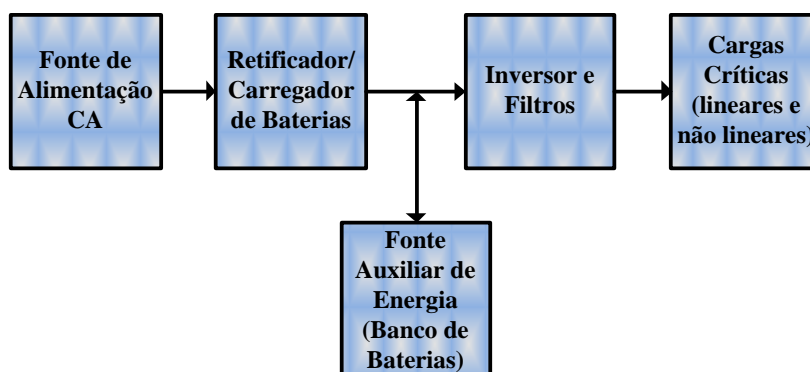 Fonte de
Alimentação
CA
Retificador/
Carregador
de Baterias
Inversor e
Filtros
Cargas
Críticas
(lineares e
não lineares)
Fonte
Auxiliar de
Energia
(Banco de
Baterias)